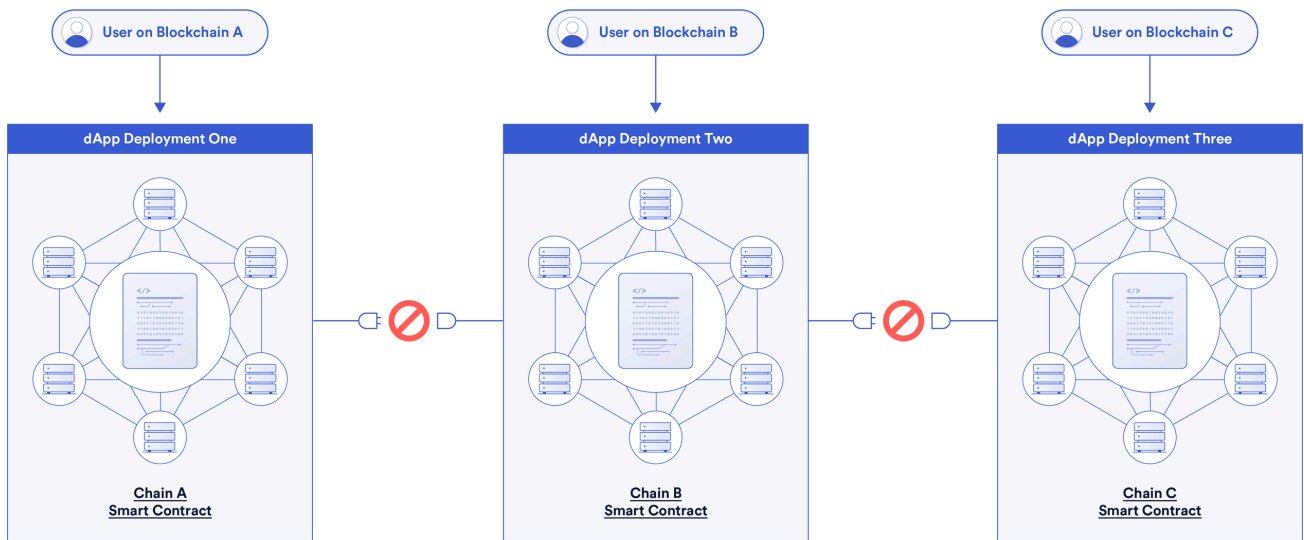 User on Blockchain A
User on Blockchain B
User on Blockchain C
dApp Deployment One
dApp Deployment Two
dApp Deployment Three
</>
</>
</>
Chain A
Smart Contract
Chain B
Smart Contract
Chain C
Smart Contract